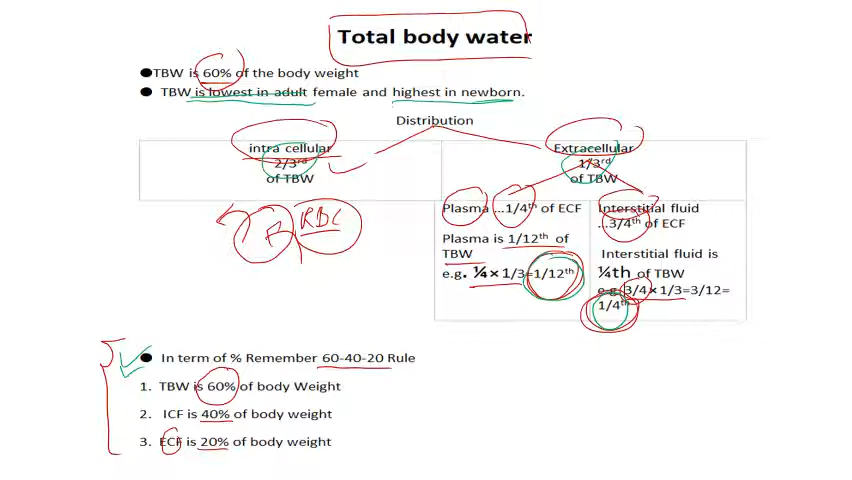 Total body water
●TBW is 60% of the body weight
● TBW is lowest in adult female and highest in newborn.
Distribution
intra cellular
2/3rd
of TBW
Extracellular
1/3rd
of TBW
RBC
Plasma ...1/4th of ECF
Plasma is 1/12th of
TBW
e.g. ¼×1/3=1/12th
Interstitial fluid
...3/4th of ECF
Interstitial fluid is
¼th of TBW
e.g. 3/4×1/3=3/12=
1/4th
● In term of % Remember 60-40-20 Rule
1. TBW is 60% of body Weight
2. ICF is 40% of body weight
3. ECF is 20% of body weight